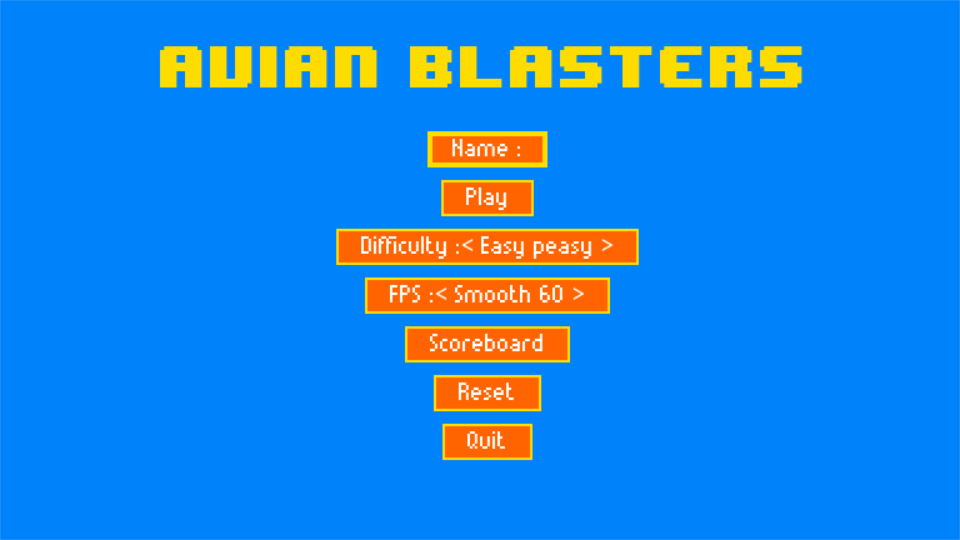 AVIAN BLASTERS
Name :
Play
Difficulty :< Easy peasy >
FPS :< Smooth 60 >
Scoreboard
Reset
Quit